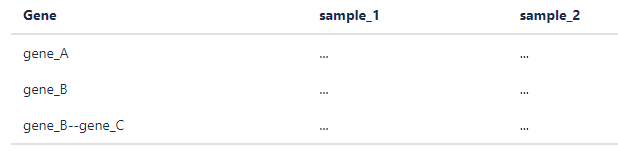 Gene sample_1 sample_2
gene_A ... ...
gene_B ... ...
gene_B--gene_C ... ...